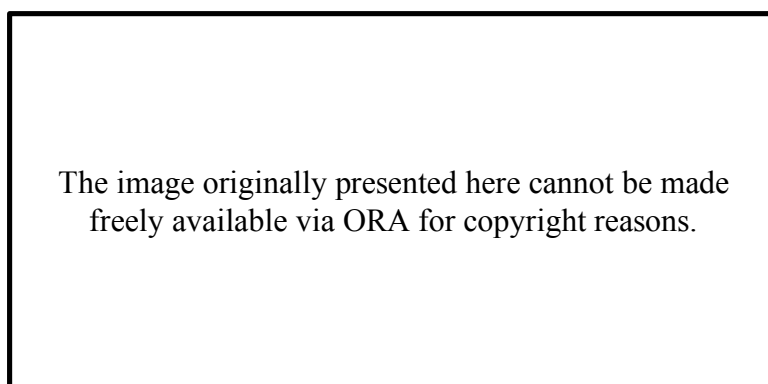 The image originally presented here cannot be made
freely available via ORA for copyright reasons.